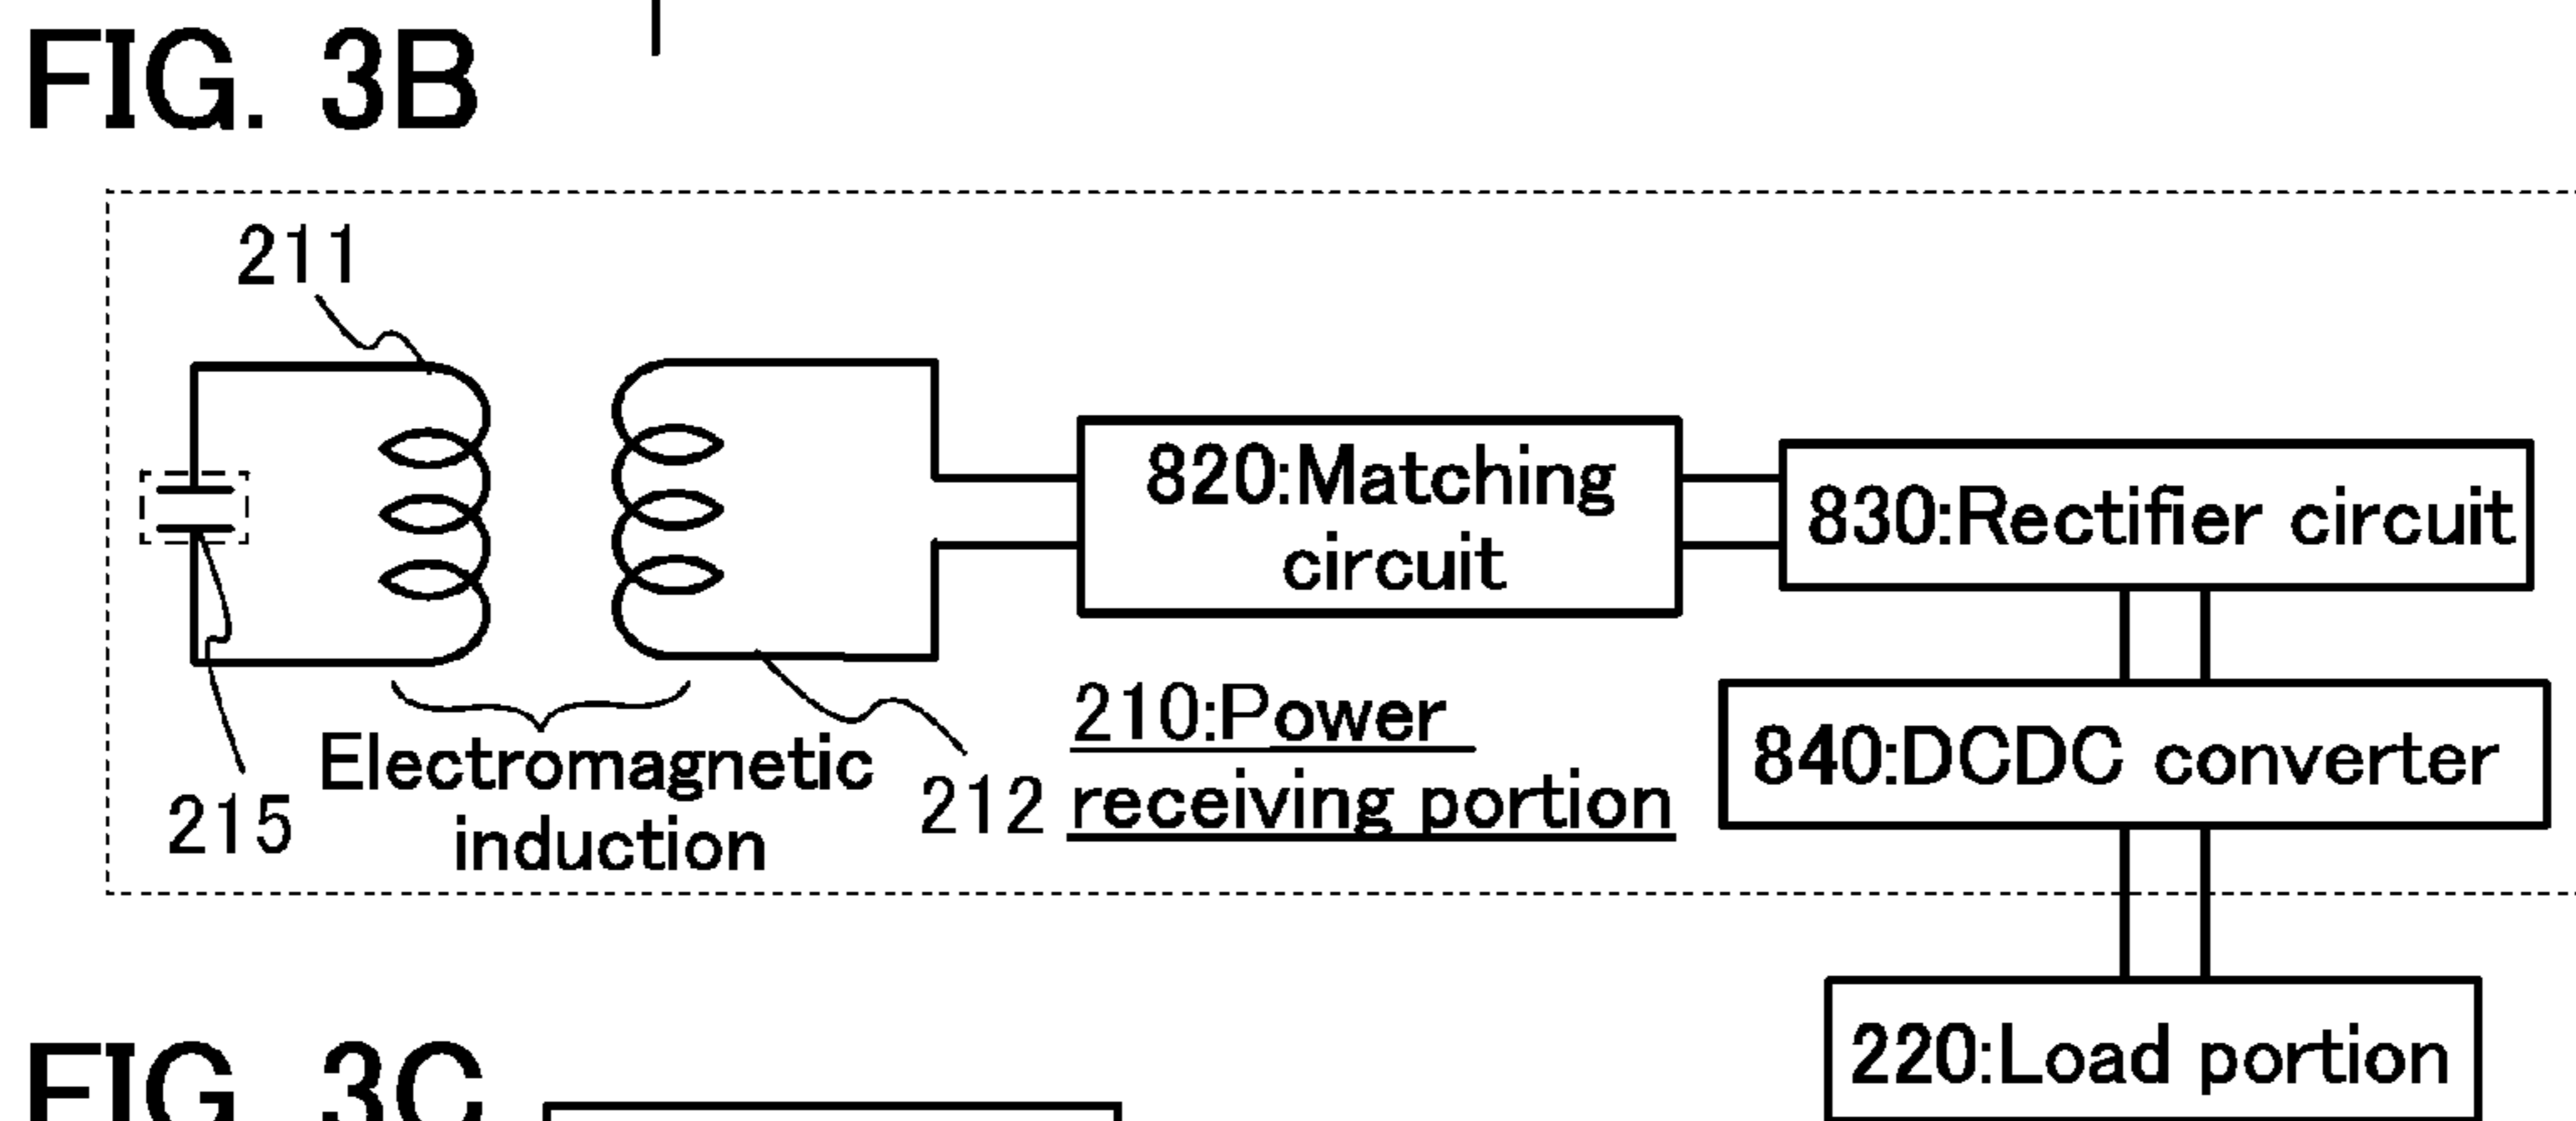 FIG. 3B
211
820:Matching
circuit
830:Rectifier circuit
210:Power
receiving portion
840:DCDC converter
Electromagnetic
induction
212
215
220:Load portion
FIG. 3C